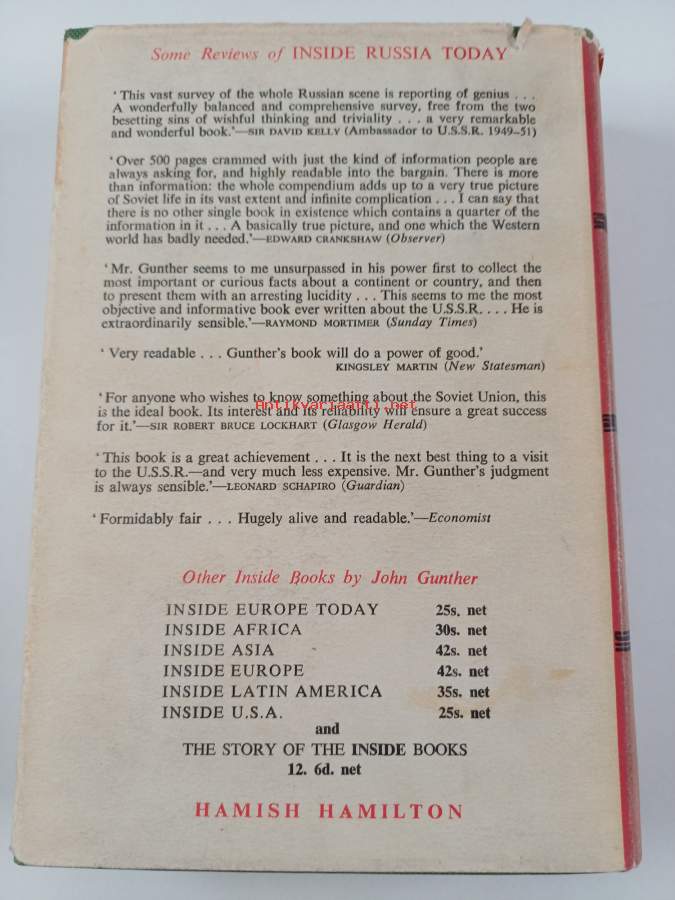 Some Reviews of INSIDE RUSSIA TODAY
‘This vast survey of the whole Russian scene is reporting of genius . . .
A wonderfully balanced and comprehensive survey, free from the two
besetting sins of wishful thinking and triviality . . . a very remarkable
and wonderful book.’—SIR DAVID KELLY (Ambassador to U.S.S.R. 1949–51)
‘Over 500 pages crammed with just the kind of information people are
always asking for, and highly readable into the bargain. There is more
than information: the whole compendium adds up to a very true picture
of Soviet life in its vast extent and infinite complication . . . I can say that
there is no other single book in existence which contains a quarter of the
information in it . . . A basically true picture, and one which the Western
world has badly needed.’—EDWARD CRANKSHAW (Observer)
‘Mr. Gunther seems to me unsurpassed in his power first to collect the
most important or curious facts about a continent or country, and then
to present them with an arresting lucidity . . . This seems to me the most
objective and informative book ever written about the U.S.S.R. . . . He is
extraordinarily sensible.’—RAYMOND MORTIMER (Sunday Times)
‘Very readable . . . Gunther’s book will do a power of good.’
KINGSLEY MARTIN (New Statesman)
‘For anyone who wishes to know something about the Soviet Union, this
Antikvariaatti.net
is the ideal book. Its interest and its reliability will ensure a great success
for it.’—SIR ROBERT BRUCE LOCKHART (Glasgow Herald)
‘This book is a great achievement . . . It is the next best thing to a visit
to the U.S.S.R.—and very much less expensive. Mr. Gunther’s judgment
is always sensible.’—LEONARD SCHAPIRO (Guardian)
‘Formidably fair . . . Hugely alive and readable.’—Economist
Other Inside Books by John Gunther
INSIDE EUROPE TODAY 25s. net
INSIDE AFRICA 30s. net
INSIDE ASIA 42s. net
INSIDE EUROPE 42s. net
INSIDE LATIN AMERICA 35s. net
INSIDE U.S.A. 25s. net
and
THE STORY OF THE INSIDE BOOKS
12. 6d. net
HAMISH HAMILTON